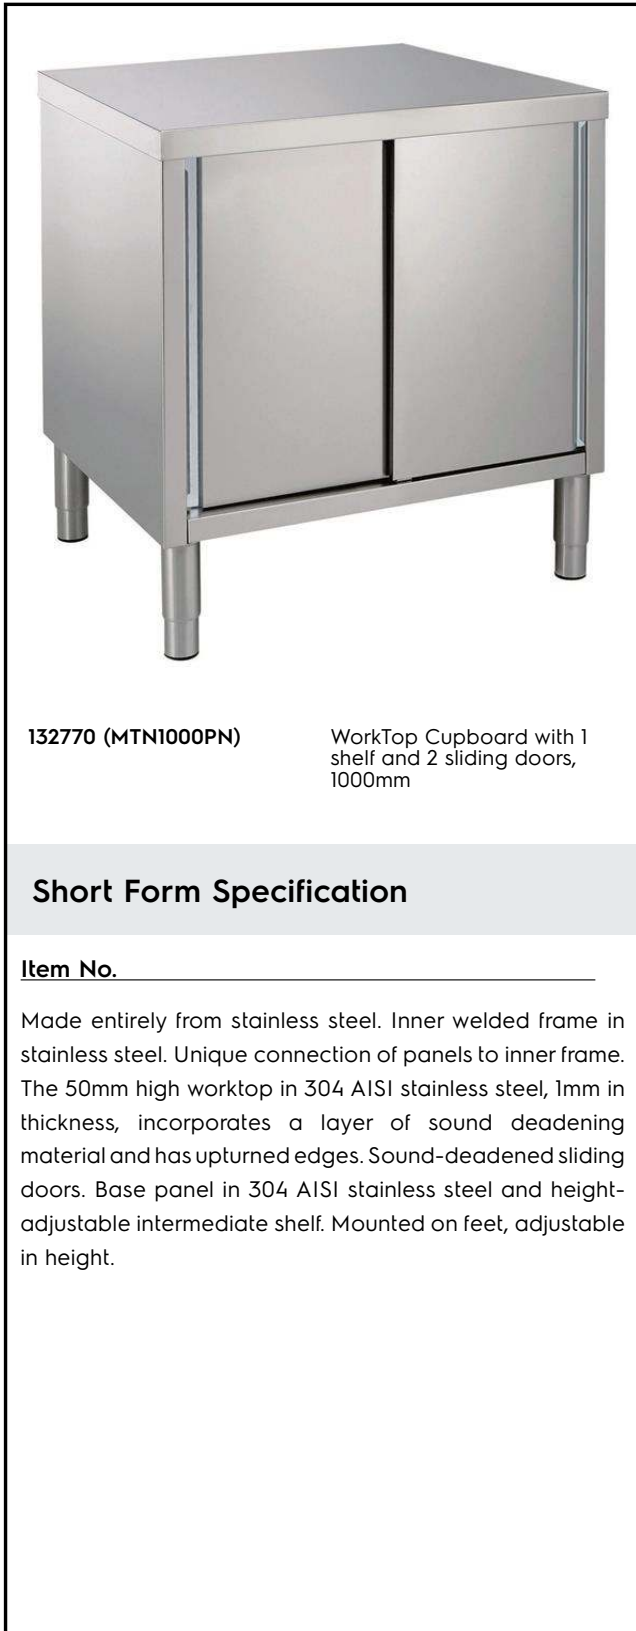 132770 (MTN1000PN)
WorkTop Cupboard with 1
shelf and 2 sliding doors,
1000mm
Short Form Specification
Item No.
Made entirely from stainless steel. Inner welded frame in
stainless steel. Unique connection of panels to inner frame.
The 50mm high worktop in 304 AISI stainless steel, 1mm in
thickness, incorporates a layer of sound deadening
material and has upturned edges. Sound-deadened sliding
doors. Base panel in 304 AISI stainless steel and height-
adjustable intermediate shelf. Mounted on feet, adjustable
in height.